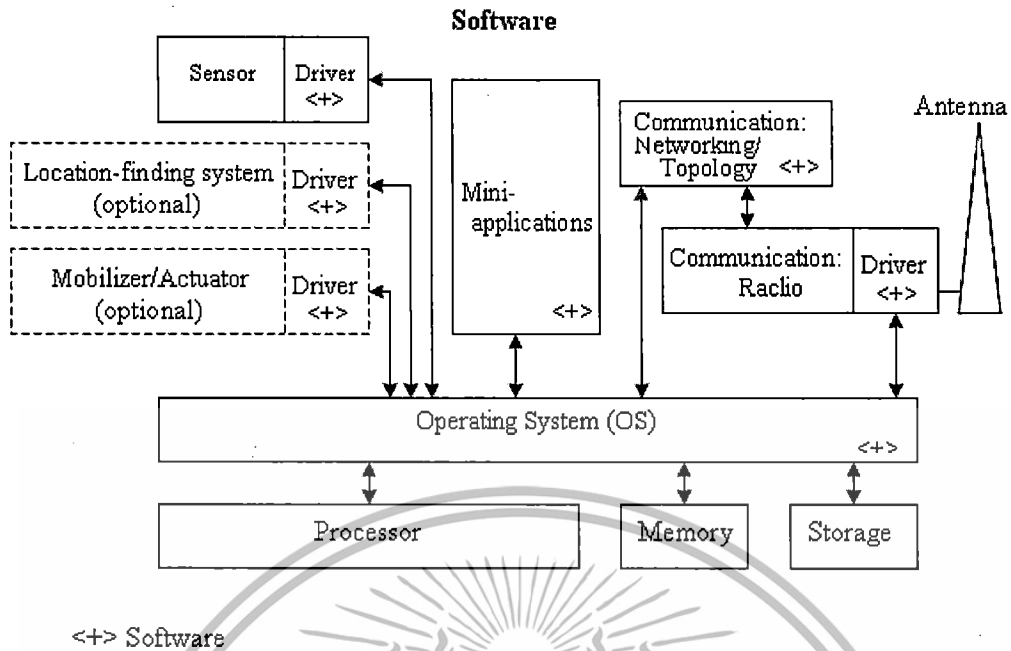 Software
Sensor
Driver
<+>
Location-finding system
(optional)
Driver
<+>
Mobilizer/Actuator
(optional)
Driver
<+>
Mini-
applications
<+>
Communication:
Networking/
Topology <+>
Communication:
Radio
Driver
<+>
Antenna
Operating System (OS)
<+>
Processor
Memory
Storage
<+> Software